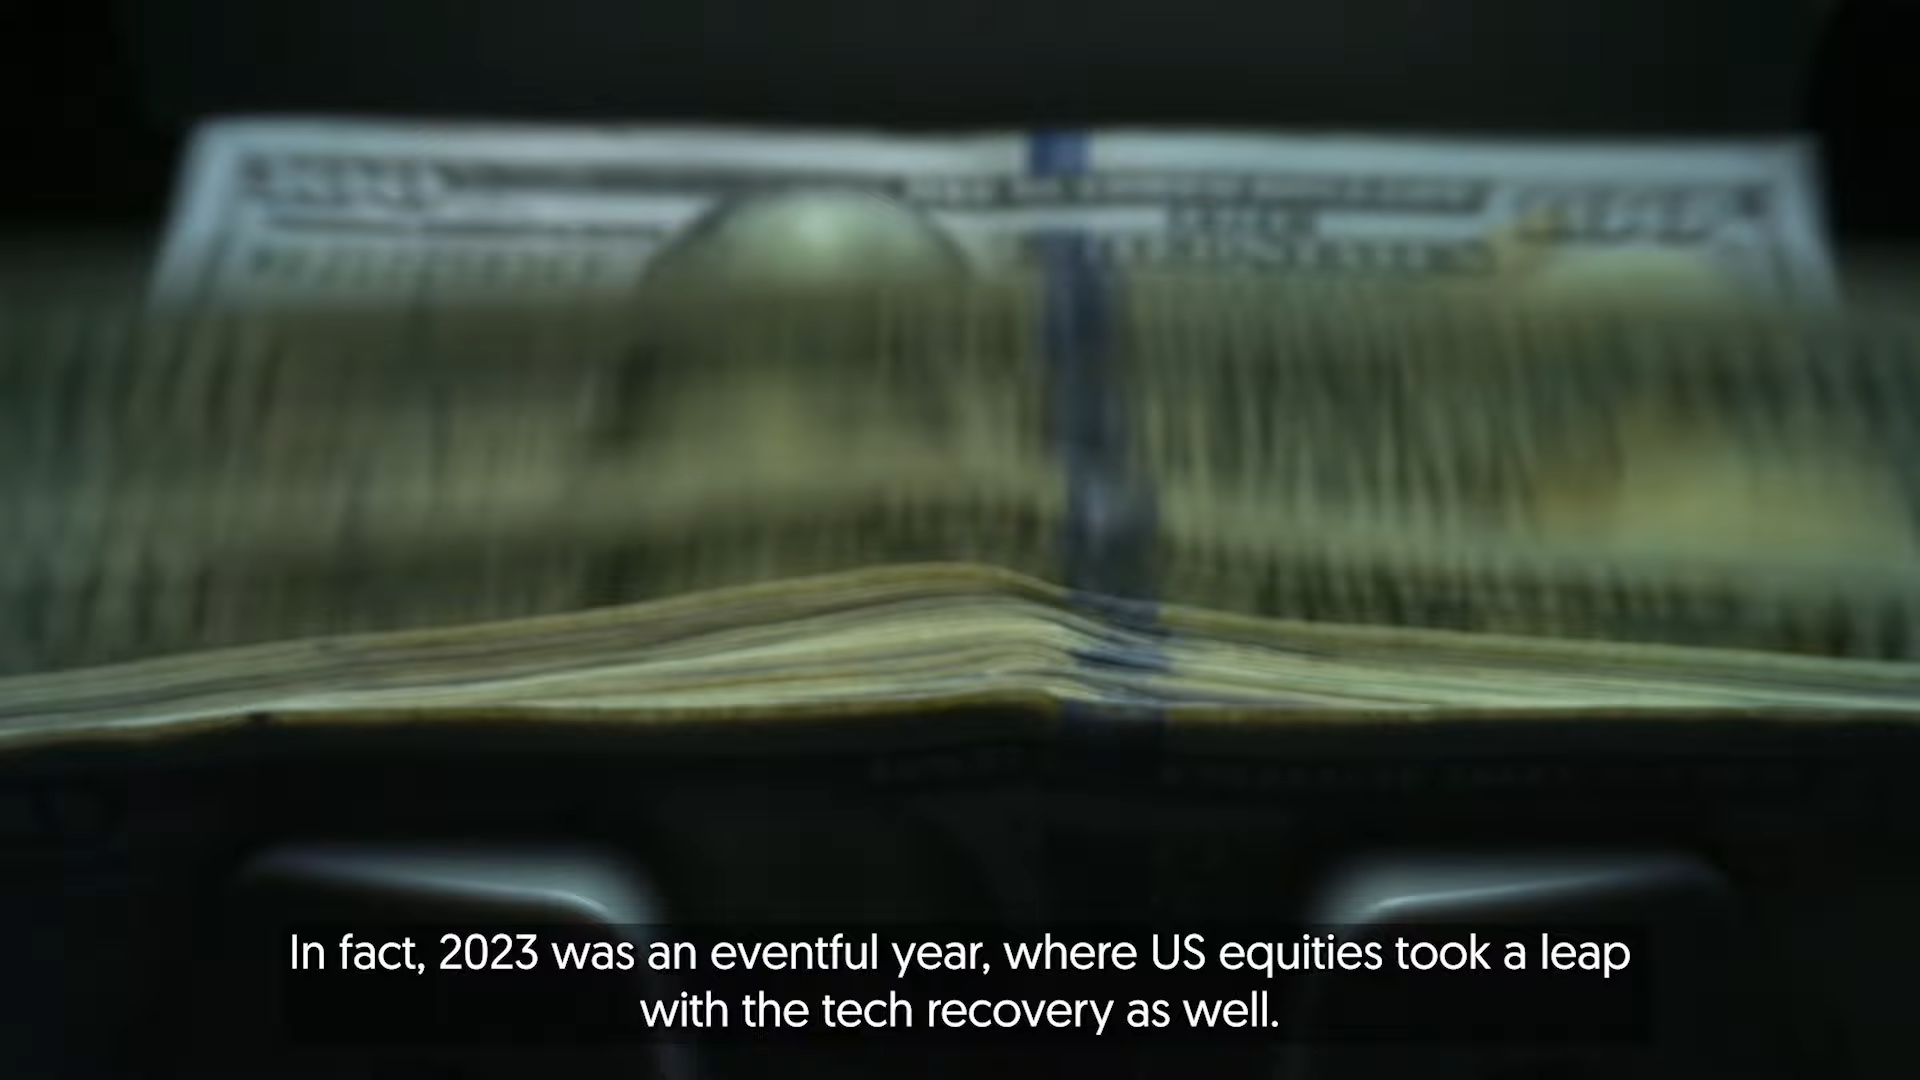 In fact, 2023 was an eventful year, where US equities took a leap
with the tech recovery as well.